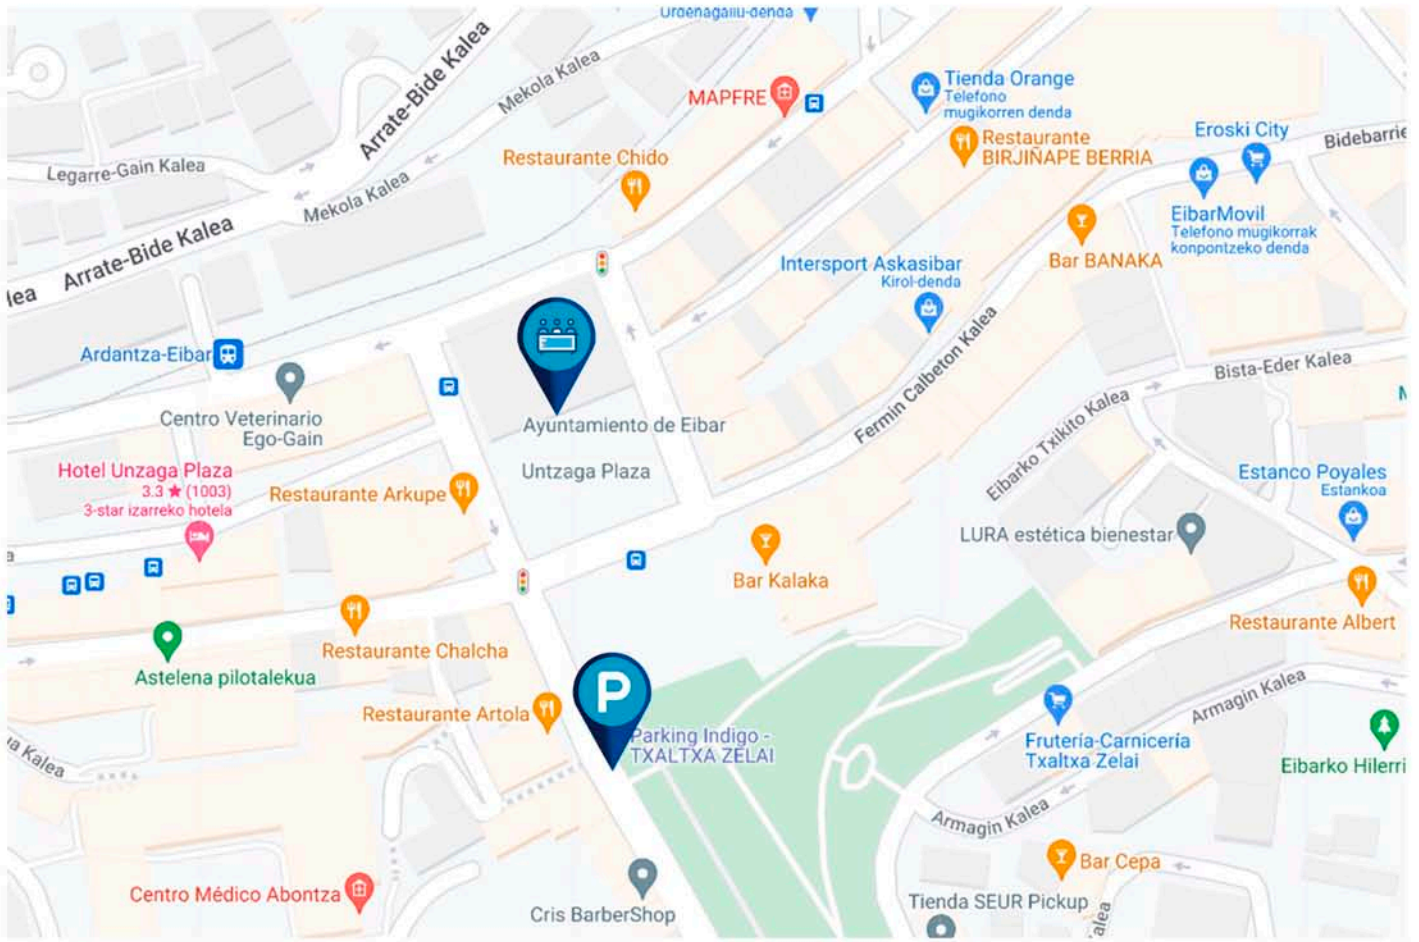 Urdenagailu-denda
Arrate-Bide Kalea
Mekola Kalea
MAPFRE
Tienda Orange
Telefono
mugikorren denda
Restaurante
BIRJIÑAPE BERRIA
Eroski City
Bidebarrie
Legarre-Gain Kalea
Restaurante Chido
Mekola Kalea
EibarMovil
Telefono mugikorrak
konpontzeko denda
Arrate-Bide Kalea
lea
Bar BANAKA
Intersport Askasibar
Kirol-denda
Ardantza-Eibar
Fermin Calbeton Kalea
Bista-Eder Kalea
Centro Veterinario
Ego-Gain
Ayuntamiento de Eibar
Eibarko Txikito Kalea
Hotel Unzaga Plaza
3.3 ★ (1003)
3-star izarreko hotela
Untzaga Plaza
Restaurante Arkupe
Estanco Poyales
Estankoa
LURA estética bienestar
Bar Kalaka
Restaurante Albert
Restaurante Chalcha
Astelena pilotalekua
P
Restaurante Artola
Parking Indigo -
TXALTXA ZELAI
Armagin Kalea
Frutería-Carnicería
Txaltxa Zelai
Eibarko Hilerri
ua Kalea
Armagin Kalea
Bar Cepa
Centro Médico Abontza
Cris BarberShop
Tienda SEUR Pickup
alea